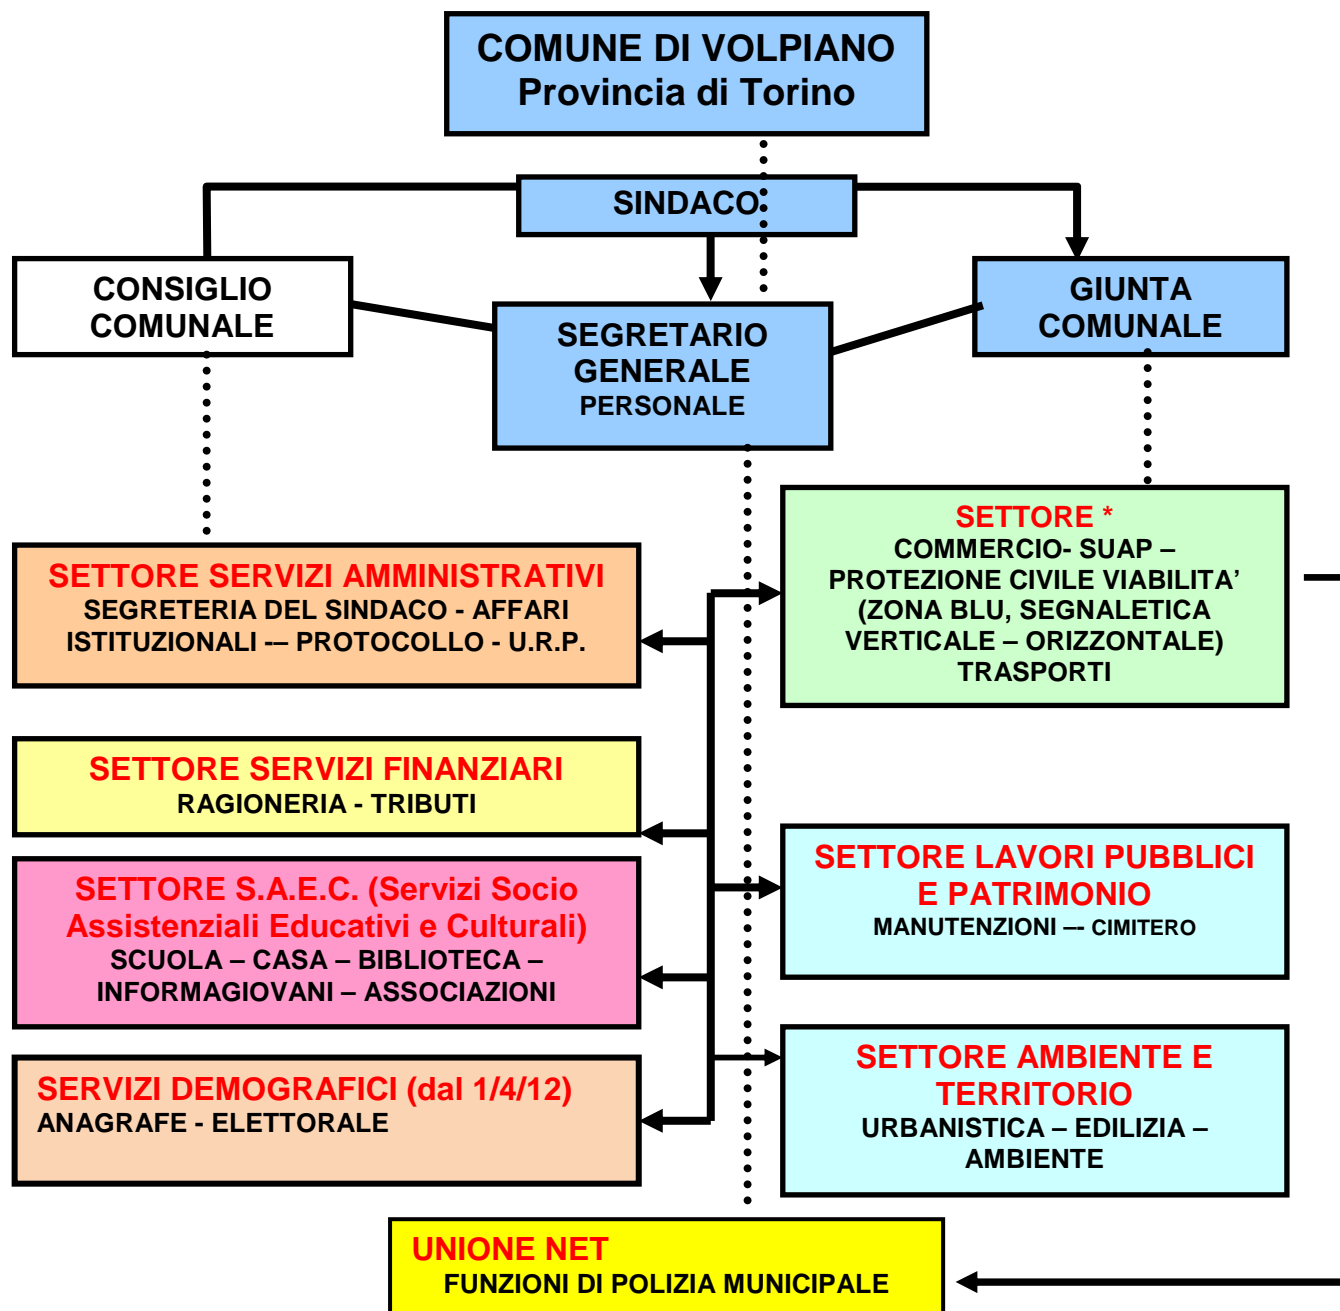 COMUNE DI VOLPIANO
Provincia di Torino
SINDACO
CONSIGLIO
COMUNALE
SEGRETARIO
GENERALE
PERSONALE
GIUNTA
COMUNALE
SETTORE SERVIZI AMMINISTRATIVI
SEGRETERIA DEL SINDACO - AFFARI
ISTITUZIONALI -– PROTOCOLLO - U.R.P.
SETTORE *
COMMERCIO- SUAP –
PROTEZIONE CIVILE VIABILITA’
(ZONA BLU, SEGNALETICA
VERTICALE – ORIZZONTALE)
TRASPORTI
SETTORE SERVIZI FINANZIARI
RAGIONERIA - TRIBUTI
SETTORE S.A.E.C. (Servizi Socio
Assistenziali Educativi e Culturali)
SCUOLA – CASA – BIBLIOTECA –
INFORMAGIOVANI – ASSOCIAZIONI
SETTORE LAVORI PUBBLICI
E PATRIMONIO
MANUTENZIONI –- CIMITERO
SERVIZI DEMOGRAFICI (dal 1/4/12)
ANAGRAFE - ELETTORALE
SETTORE AMBIENTE E
TERRITORIO
URBANISTICA – EDILIZIA –
AMBIENTE
UNIONE NET
FUNZIONI DI POLIZIA MUNICIPALE